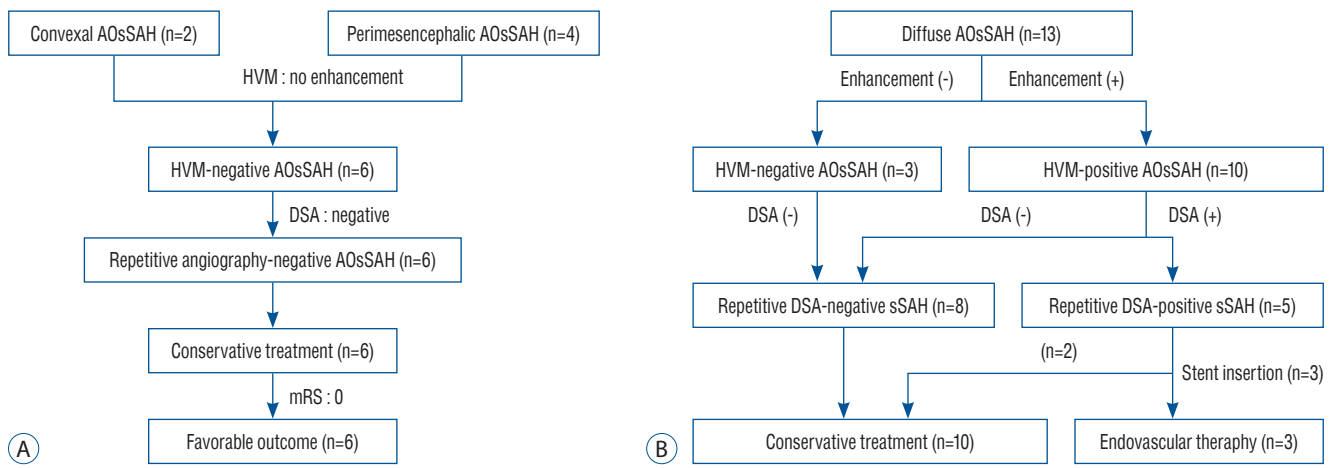 Convexal AOsSAH (n=2)
Perimesencephalic AOsSAH (n=4)
HVM : no enhancement
HVM-negative AOsSAH (n=6)
DSA : negative
Repetitive angiography-negative AOsSAH (n=6)
Conservative treatment (n=6)
mRS : 0
Favorable outcome (n=6)
A
Diffuse AOsSAH (n=13)
Enhancement (-)
Enhancement (+)
HVM-negative AOsSAH (n=3)
HVM-positive AOsSAH (n=10)
DSA (-)
DSA (-)
DSA (+)
Repetitive DSA-negative sSAH (n=8)
Repetitive DSA-positive sSAH (n=5)
(n=2)
Stent insertion (n=3)
Conservative treatment (n=10)
Endovascular theraphy (n=3)
B